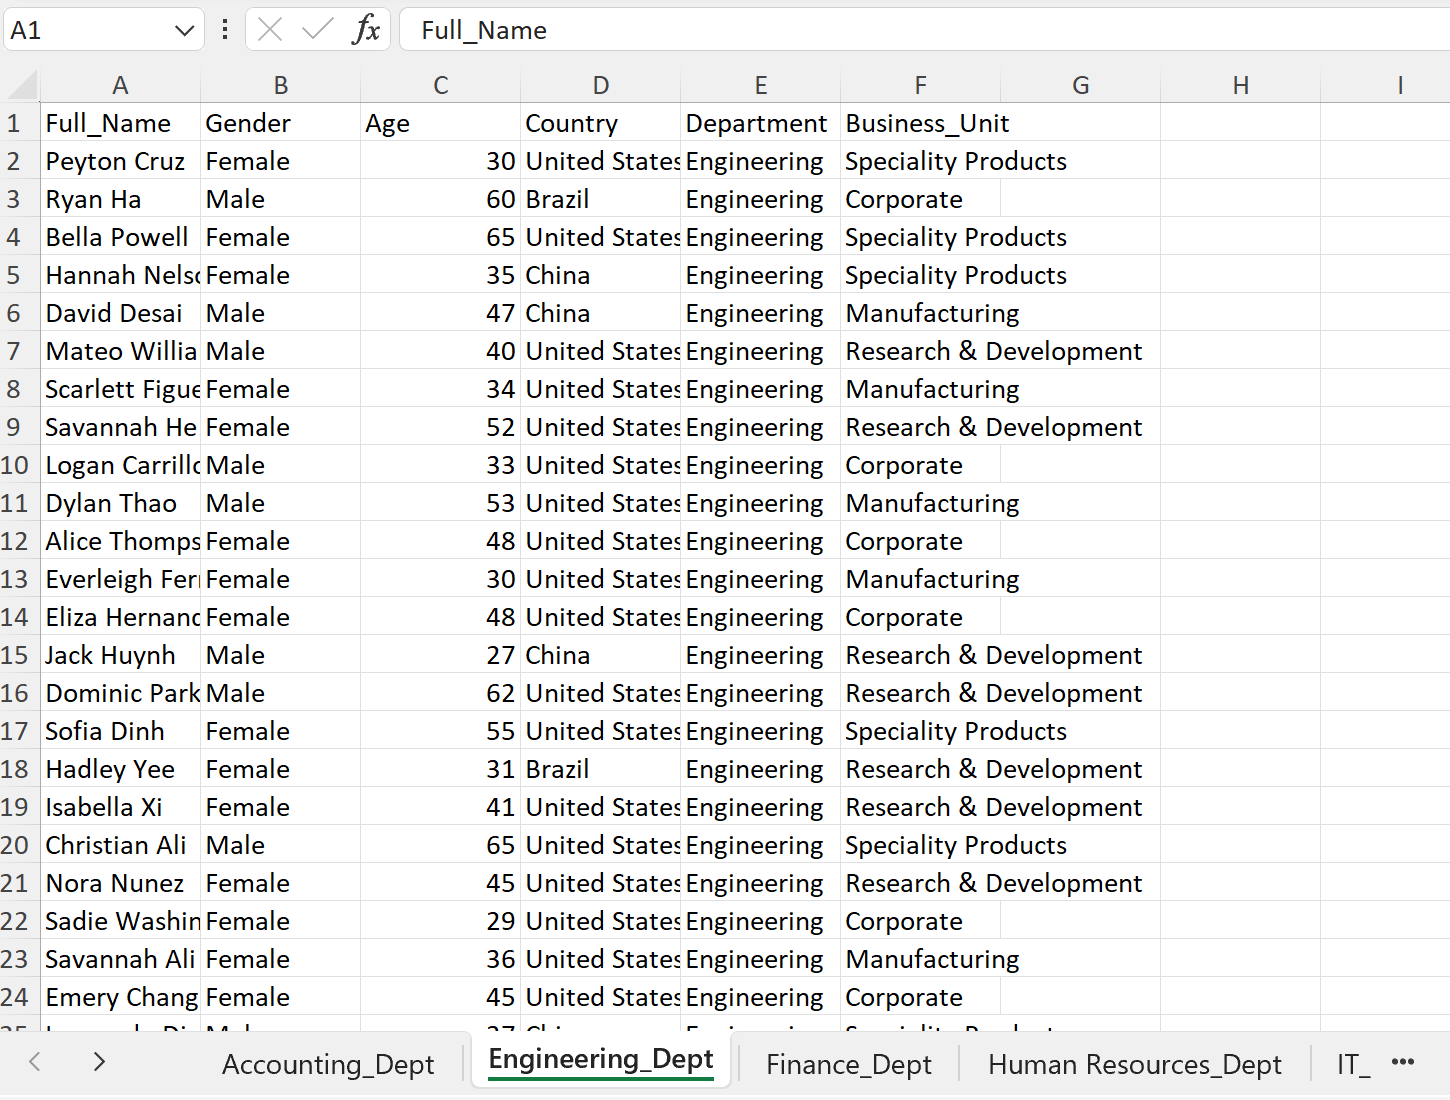 A1 fx Full_Name
A B C D E F G H I
1 Full_Name Gender Age Country Department Business_Unit
2 Peyton Cruz Female 30 United States Engineering Speciality Products
3 Ryan Ha Male 60 Brazil Engineering Corporate
4 Bella Powell Female 65 United States Engineering Speciality Products
5 Hannah Nelso Female 35 China Engineering Speciality Products
6 David Desai Male 47 China Engineering Manufacturing
7 Mateo Willia Male 40 United States Engineering Research & Development
8 Scarlett Figue Female 34 United States Engineering Manufacturing
9 Savannah He Female 52 United States Engineering Research & Development
10 Logan Carrillo Male 33 United States Engineering Corporate
11 Dylan Thao Male 53 United States Engineering Manufacturing
12 Alice Thomps Female 48 United States Engineering Corporate
13 Everleigh Fer Female 30 United States Engineering Manufacturing
14 Eliza Hernand Female 48 United States Engineering Corporate
15 Jack Huynh Male 27 China Engineering Research & Development
16 Dominic Park Male 62 United States Engineering Research & Development
17 Sofia Dinh Female 55 United States Engineering Speciality Products
18 Hadley Yee Female 31 Brazil Engineering Research & Development
19 Isabella Xi Female 41 United States Engineering Research & Development
20 Christian Ali Male 65 United States Engineering Speciality Products
21 Nora Nunez Female 45 United States Engineering Research & Development
22 Sadie Washin Female 29 United States Engineering Corporate
23 Savannah Ali Female 36 United States Engineering Manufacturing
24 Emery Chang Female 45 United States Engineering Corporate
Accounting_Dept Engineering_Dept Finance_Dept Human Resources_Dept IT_ ...